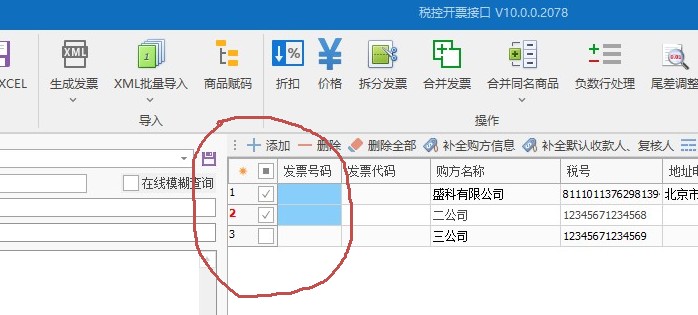 税控开票接口 V10.0.0.2078
XCEL 生成发票 XML批量导入 商品赋码 折扣 价格 拆分发票 合并发票 合并同名商品 负数行处理 尾差调整
导入 操作
添加 删除 删除全部 补全购方信息 补全默认收款人、复核人
在线模糊查询
发票号码 发票代码 购方名称 税号 地址电
1 盛科有限公司 8111011376298139 北京市
2 二公司 12345671234568
3 三公司 12345671234569